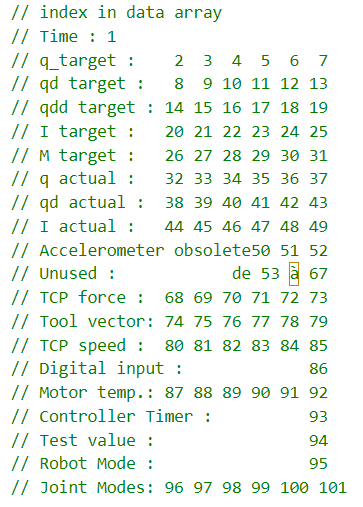 // index in data array
// Time : 1
// q_target :    2  3  4  5  6  7
// qd target :   8  9 10 11 12 13
// qdd target : 14 15 16 17 18 19
// I target :   20 21 22 23 24 25
// M target :   26 27 28 29 30 31
// q actual :   32 33 34 35 36 37
// qd actual :  38 39 40 41 42 43
// I actual :   44 45 46 47 48 49
// Accelerometer obsolete50 51 52
// Unused :            de 53 à 67
// TCP force :  68 69 70 71 72 73
// Tool vector: 74 75 76 77 78 79
// TCP speed :  80 81 82 83 84 85
// Digital input :             86
// Motor temp.: 87 88 89 90 91 92
// Controller Timer :          93
// Test value :                94
// Robot Mode :                95
// Joint Modes: 96 97 98 99 100 101